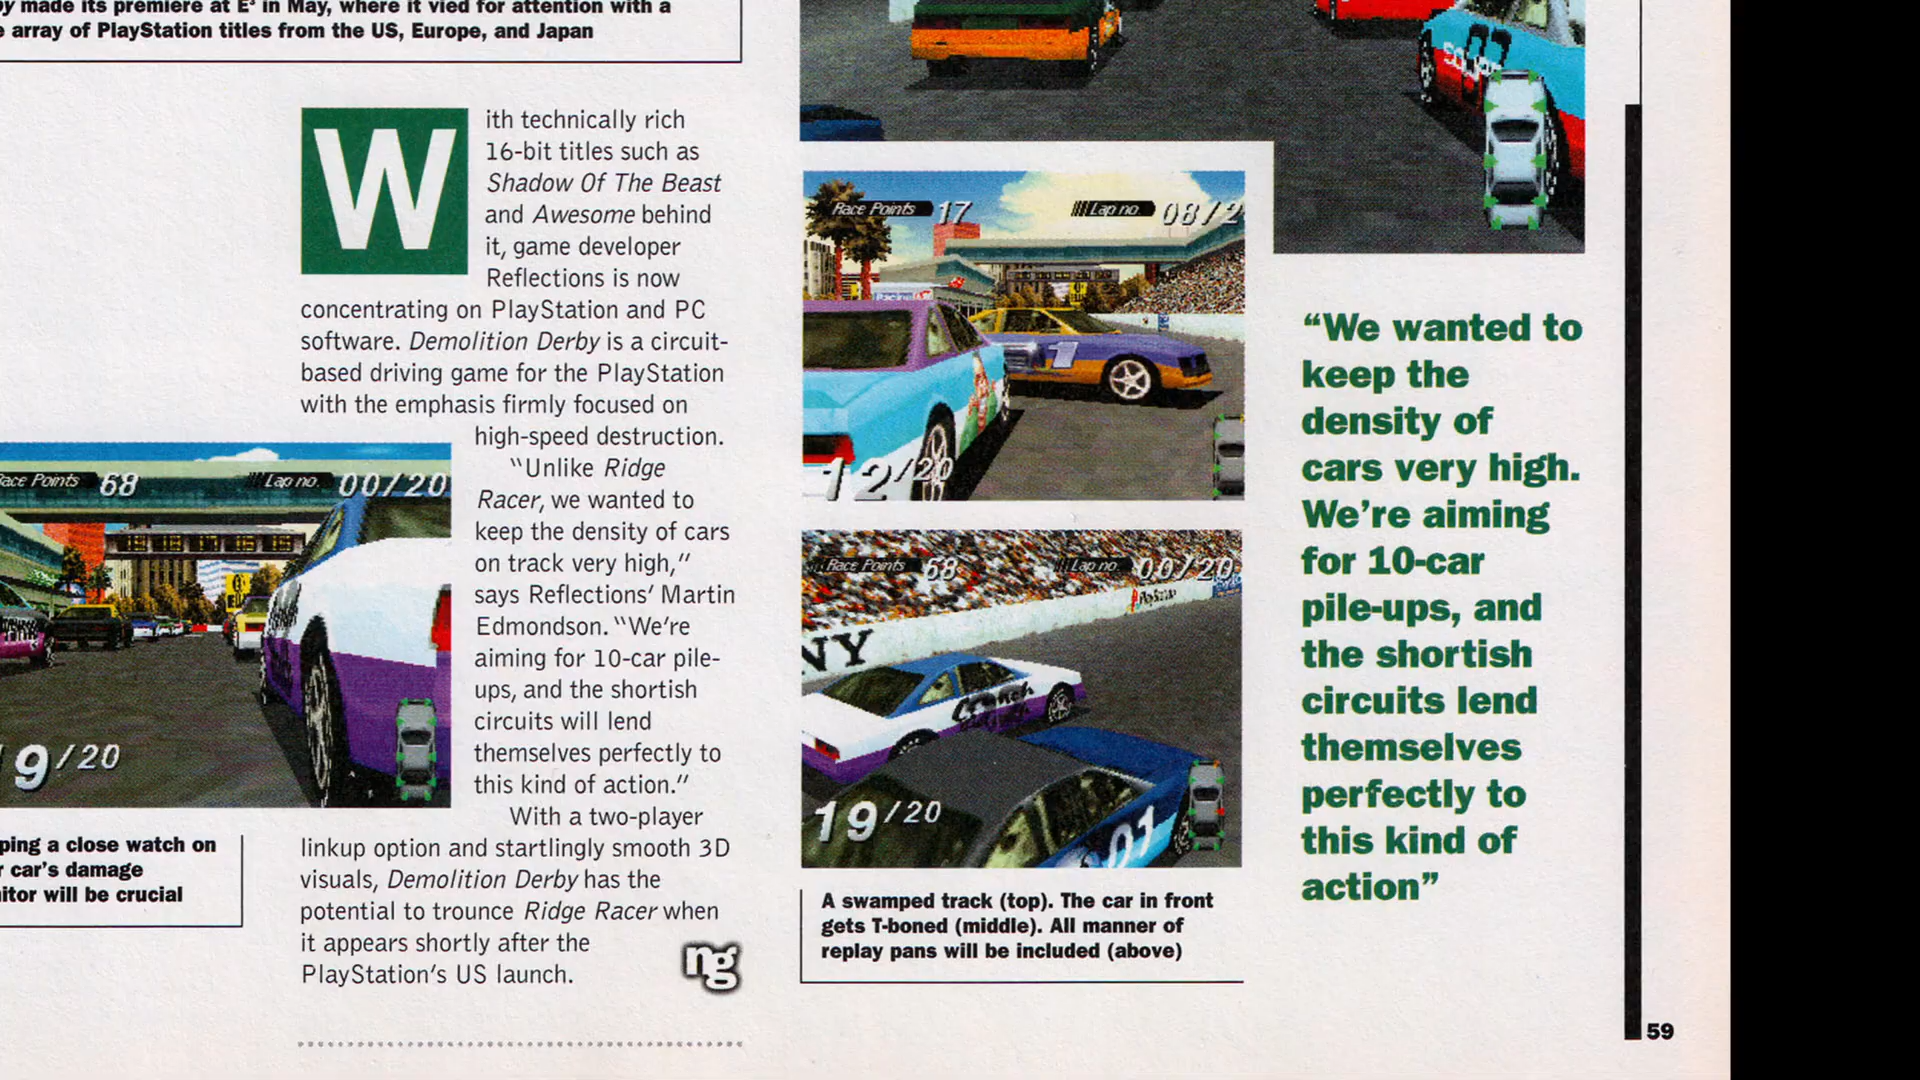 made its premiere at E³ in May, where it vied for attention with a
array of PlayStation titles from the US, Europe, and Japan
With technically rich
16-bit titles such as
Shadow Of The Beast
and Awesome behind
it, game developer
Reflections is now
concentrating on PlayStation and PC
software. Demolition Derby is a circuit-
based driving game for the PlayStation
with the emphasis firmly focused on
high-speed destruction.
“Unlike Ridge
Racer, we wanted to
keep the density of cars
on track very high,”
says Reflections’ Martin
Edmondson. “We’re
aiming for 10-car pile-
ups, and the shortish
circuits will lend
themselves perfectly to
this kind of action.”
With a two-player
linkup option and startlingly smooth 3D
visuals, Demolition Derby has the
potential to trounce Ridge Racer when
it appears shortly after the
PlayStation’s US launch.
ng
ace Points 68 Lap no. 00/20
9/20
ping a close watch on
r car’s damage
itor will be crucial
Race Points 17 Lap no. 08/2
1
12/20
Race Points 68 Lap no. 00/20
PlayStation
NY
Crunch
19/20
01
A swamped track (top). The car in front
gets T-boned (middle). All manner of
replay pans will be included (above)
“We wanted to
keep the
density of
cars very high.
We’re aiming
for 10-car
pile-ups, and
the shortish
circuits lend
themselves
perfectly to
this kind of
action”
59